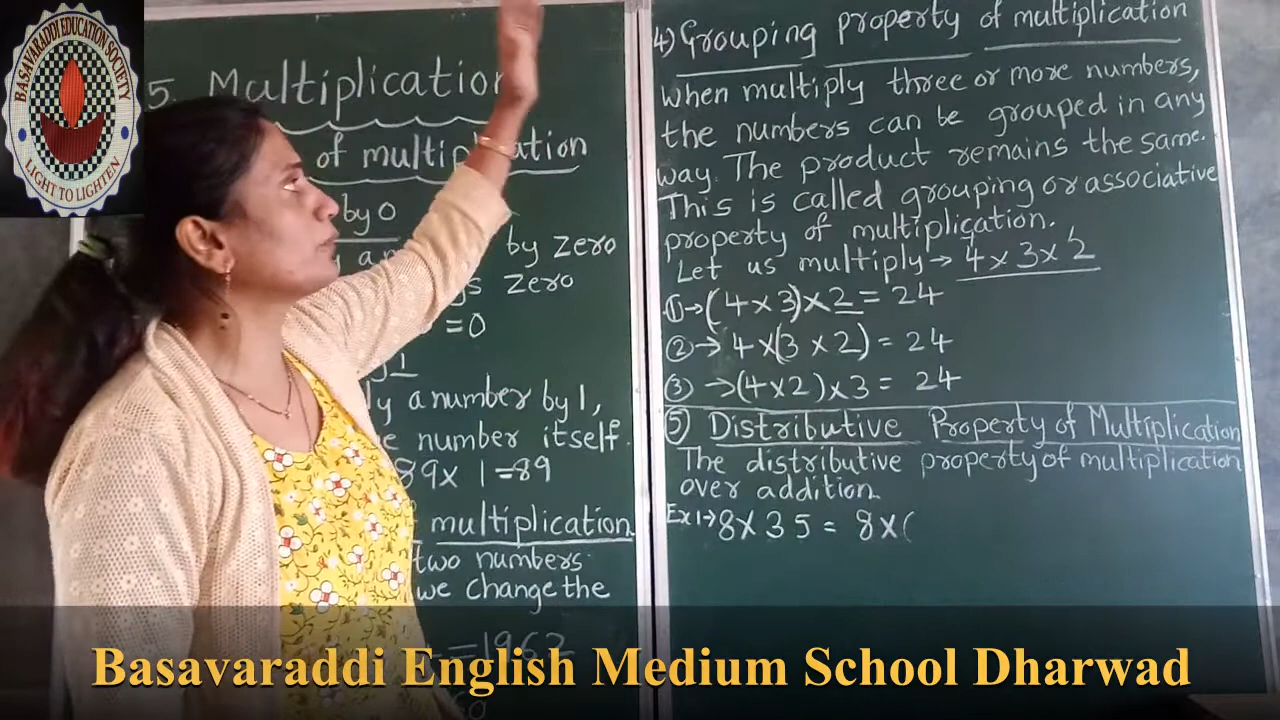 BASAVARADDI EDUCATION SOCIETY
LIGHT TO LIGHTEN
5. Multiplication
of multiplication
by 0
by zero
zero
=0
1
a number by 1,
number itself.
89x 1=89
multiplication
two numbers
we change the
=1962
4) Grouping property of multiplication
When multiply three or more numbers,
the numbers can be grouped in any
way. The product remains the same.
This is called grouping or associative
property of multiplication.
Let us multiply→ 4x3x2
①→(4x3)x2=24
②→4x(3x2)=24
③→(4x2)x3=24
⑤ Distributive Property of Multiplication
The distributive property of multiplication
over addition
Ex1→8x35=8x(
Basavaraddi English Medium School Dharwad